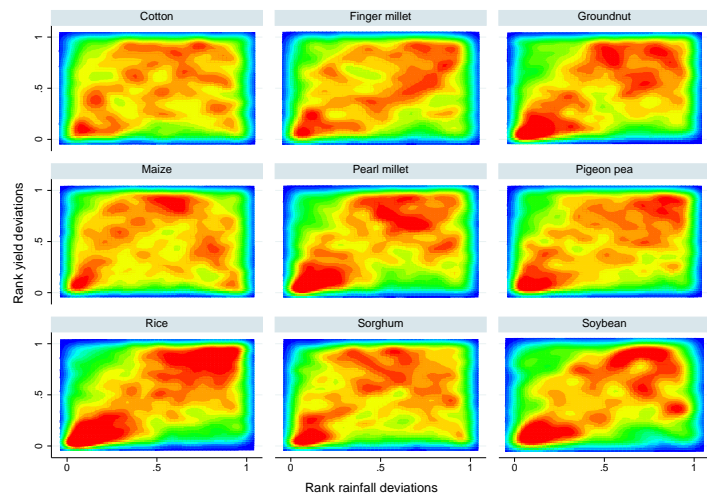 Cotton Finger millet Groundnut
1
.5
0
Maize Pearl millet Pigeon pea
1
.5
0
Rice Sorghum Soybean
1
.5
0
0 .5 1 0 .5 1 0 .5 1
Rank yield deviations
Rank rainfall deviations